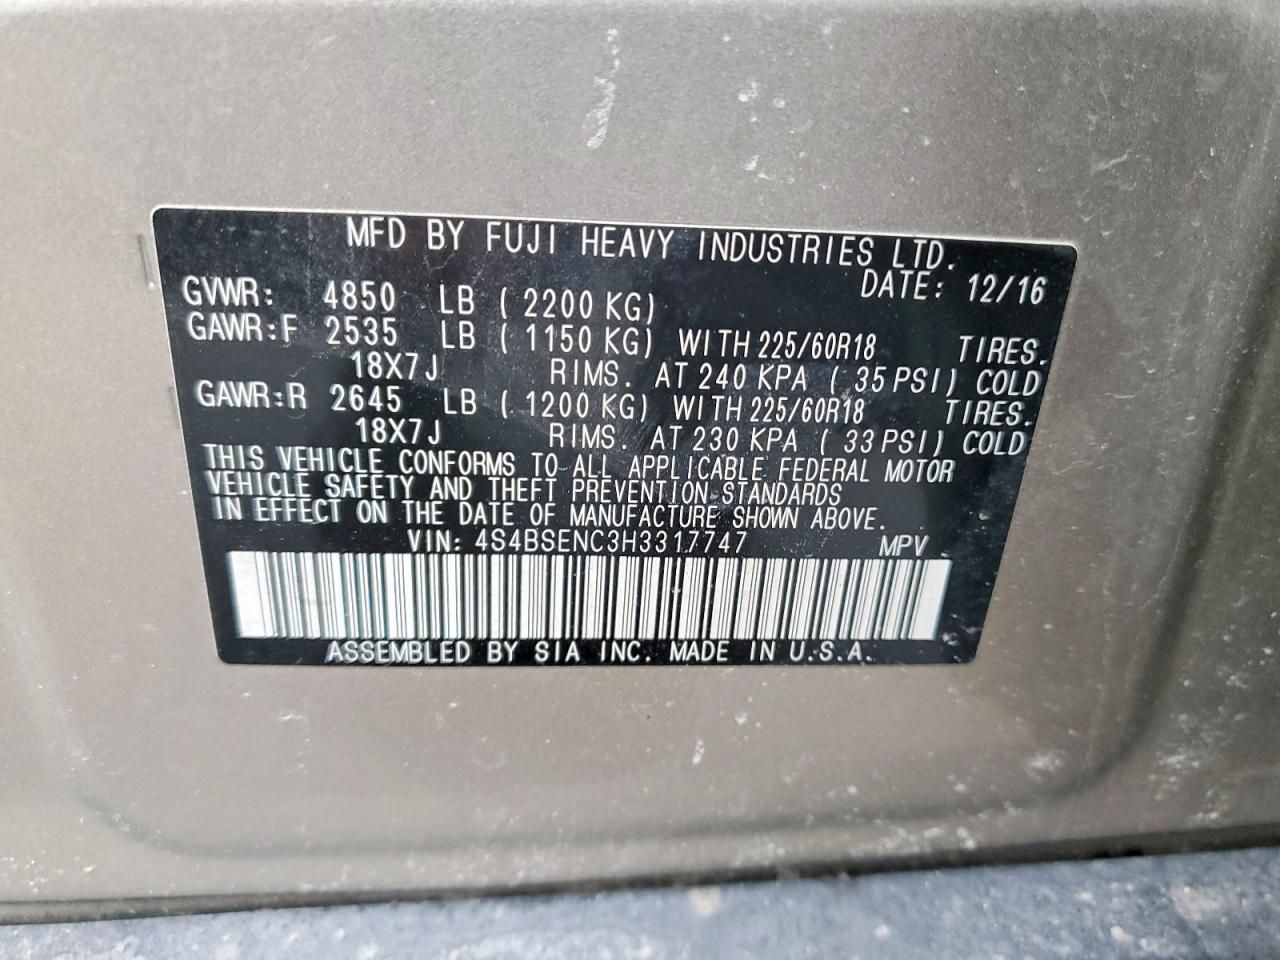 MFD BY FUJI HEAVY INDUSTRIES LTD.
DATE: 12/16
GVWR: 4850 LB ( 2200 KG)
GAWR:F 2535 LB ( 1150 KG) WITH 225/60R18 TIRES.
18X7J RIMS. AT 240 KPA ( 35 PSI) COLD
GAWR:R 2645 LB ( 1200 KG) WITH 225/60R18 TIRES.
18X7J RIMS. AT 230 KPA ( 33 PSI) COLD
THIS VEHICLE CONFORMS TO ALL APPLICABLE FEDERAL MOTOR
VEHICLE SAFETY AND THEFT PREVENTION STANDARDS
IN EFFECT ON THE DATE OF MANUFACTURE SHOWN ABOVE.
VIN: 4S4BSENC3H3317747 MPV
ASSEMBLED BY SIA INC. MADE IN U.S.A.